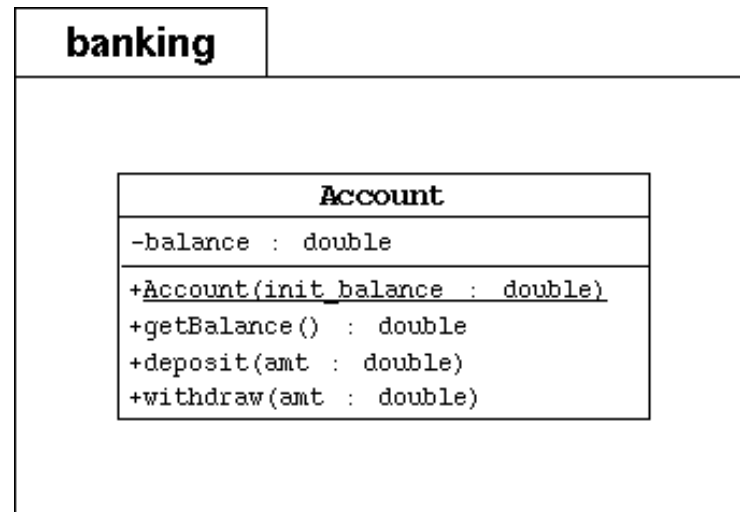 banking
Account
-balance : double
+Account(init_balance : double)
+getBalance() : double
+deposit(amt : double)
+withdraw(amt : double)